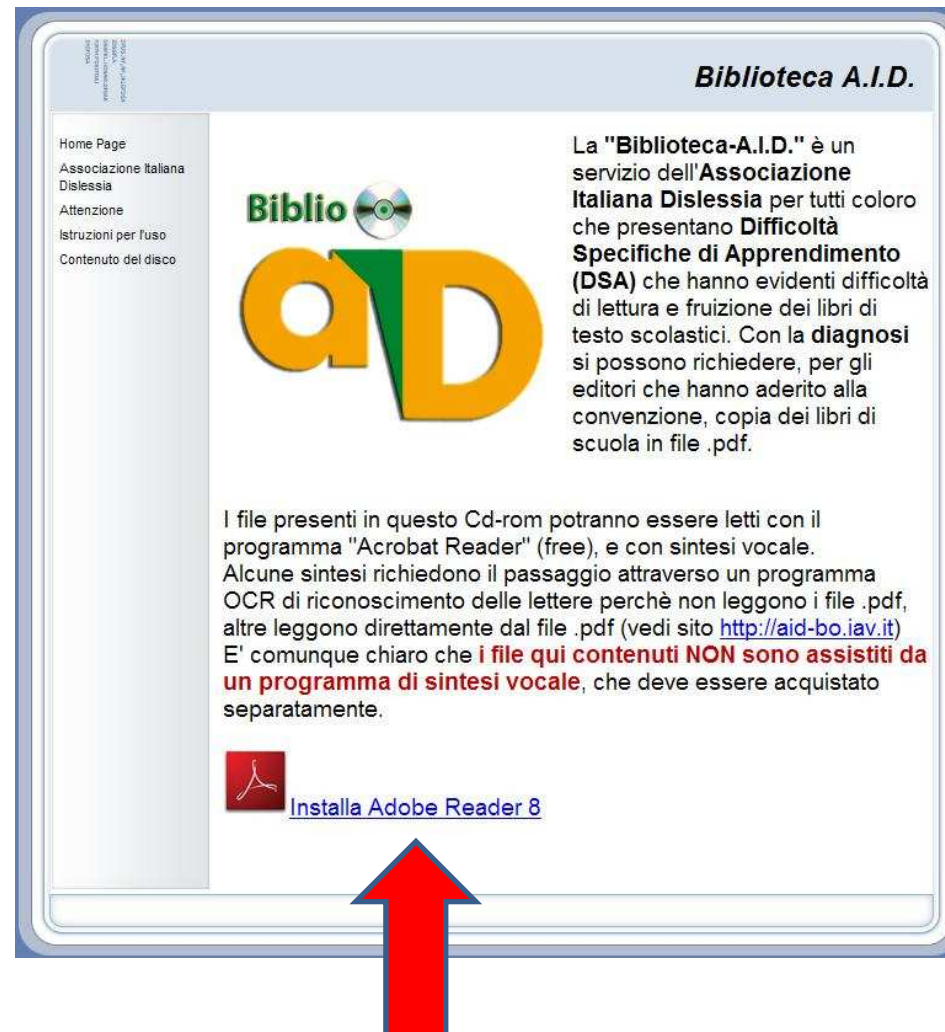 Biblioteca A.I.D.
Home Page
Associazione Italiana
Dislessia
Attenzione
Istruzioni per l'uso
Contenuto del disco
Biblio
aD
La "Biblioteca-A.I.D." è un
servizio dell'Associazione
Italiana Dislessia per tutti coloro
che presentano Difficoltà
Specifiche di Apprendimento
(DSA) che hanno evidenti difficoltà
di lettura e fruizione dei libri di
testo scolastici. Con la diagnosi
si possono richiedere, per gli
editori che hanno aderito alla
convenzione, copia dei libri di
scuola in file .pdf.
I file presenti in questo Cd-rom potranno essere letti con il
programma "Acrobat Reader" (free), e con sintesi vocale.
Alcune sintesi richiedono il passaggio attraverso un programma
OCR di riconoscimento delle lettere perchè non leggono i file .pdf,
altre leggono direttamente dal file .pdf (vedi sito http://aid-bo.iav.it)
E' comunque chiaro che i file qui contenuti NON sono assistiti da
un programma di sintesi vocale, che deve essere acquistato
separatamente.
Installa Adobe Reader 8